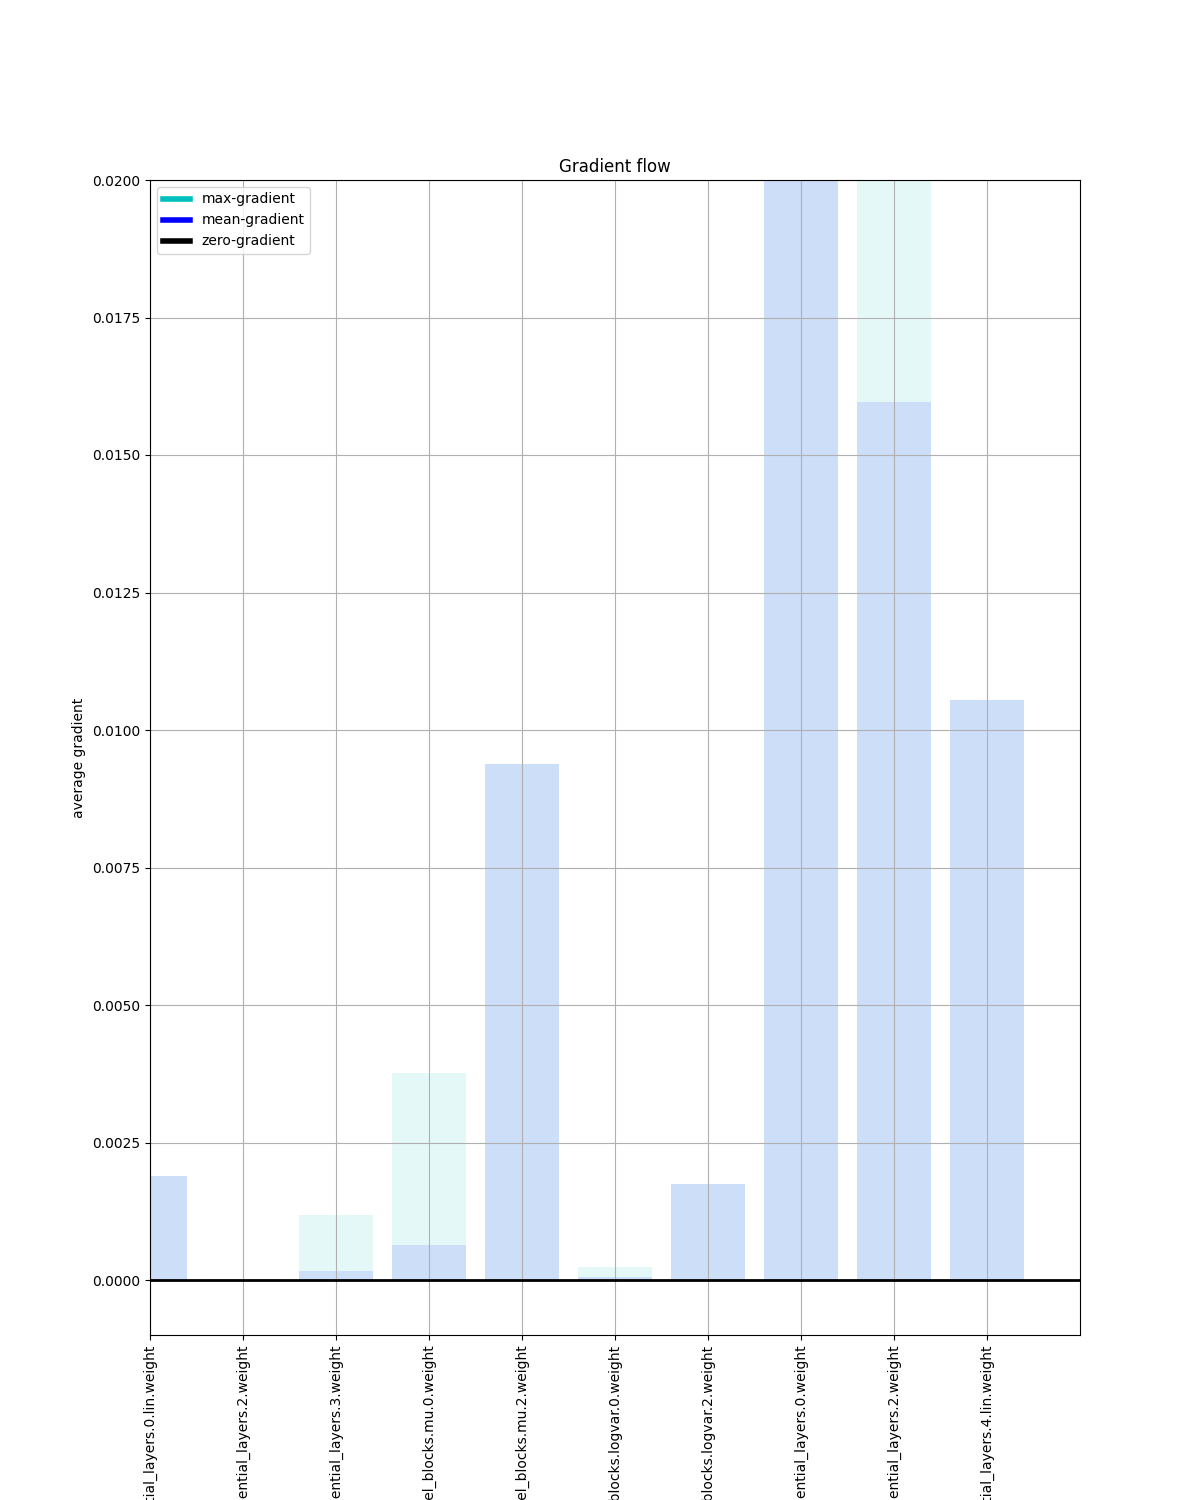 Gradient flow
max-gradient
mean-gradient
zero-gradient
0.0200
0.0175
0.0150
0.0125
0.0100
0.0075
0.0050
0.0025
0.0000
average gradient
tial_layers.0.lin.weight
ential_layers.2.weight
ential_layers.3.weight
el_blocks.mu.0.weight
el_blocks.mu.2.weight
blocks.logvar.0.weight
blocks.logvar.2.weight
ential_layers.0.weight
ential_layers.2.weight
tial_layers.4.lin.weight